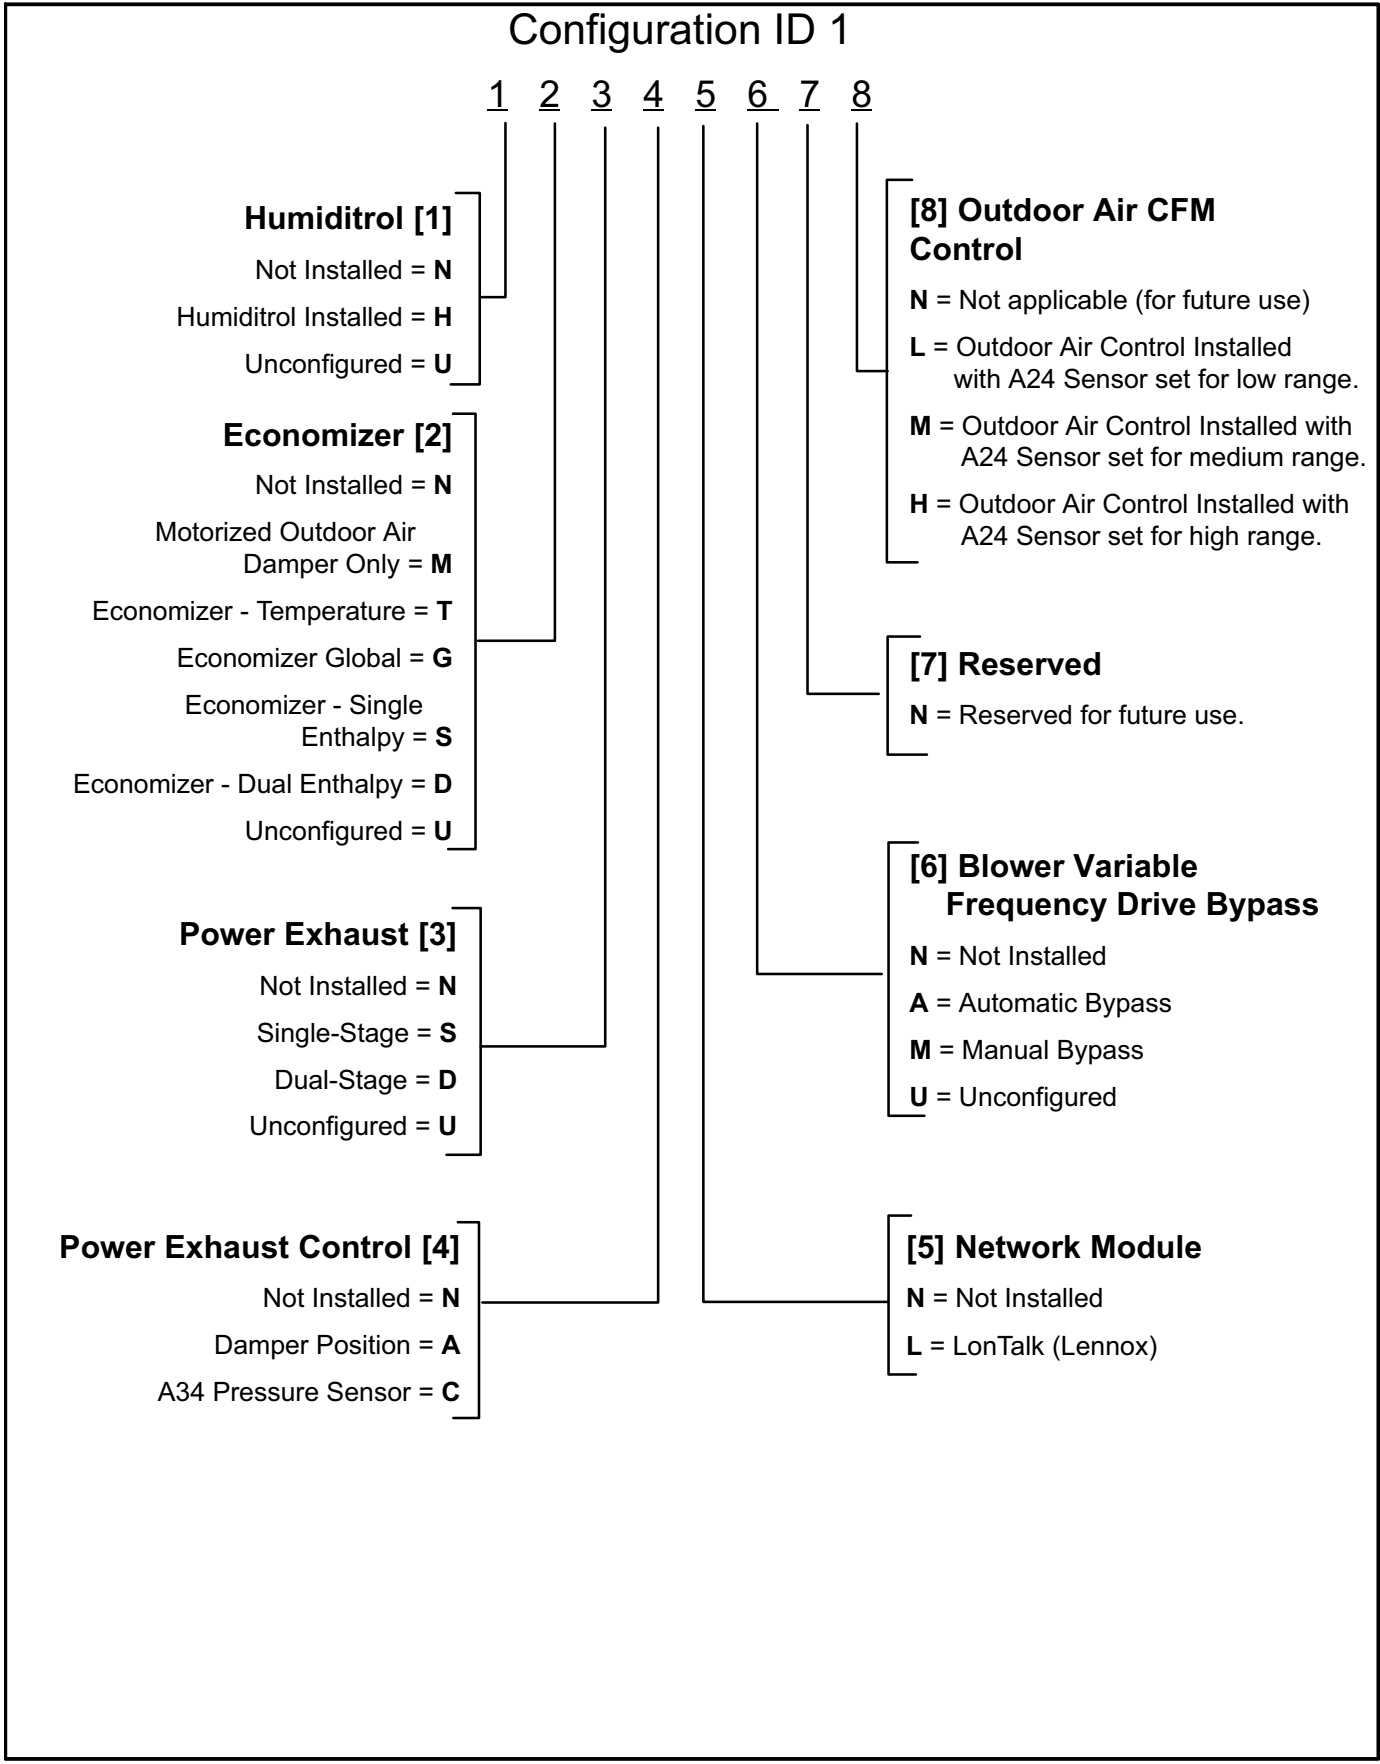 Configuration ID 1
1 2 3 4 5 6 7 8
Humiditrol [1]
Not Installed = N
Humiditrol Installed = H
Unconfigured = U
Economizer [2]
Not Installed = N
Motorized Outdoor Air
Damper Only = M
Economizer - Temperature = T
Economizer Global = G
Economizer - Single
Enthalpy = S
Economizer - Dual Enthalpy = D
Unconfigured = U
Power Exhaust [3]
Not Installed = N
Single-Stage = S
Dual-Stage = D
Unconfigured = U
Power Exhaust Control [4]
Not Installed = N
Damper Position = A
A34 Pressure Sensor = C
[8] Outdoor Air CFM
Control
N = Not applicable (for future use)
L = Outdoor Air Control Installed
with A24 Sensor set for low range.
M = Outdoor Air Control Installed with
A24 Sensor set for medium range.
H = Outdoor Air Control Installed with
A24 Sensor set for high range.
[7] Reserved
N = Reserved for future use.
[6] Blower Variable
Frequency Drive Bypass
N = Not Installed
A = Automatic Bypass
M = Manual Bypass
U = Unconfigured
[5] Network Module
N = Not Installed
L = LonTalk (Lennox)